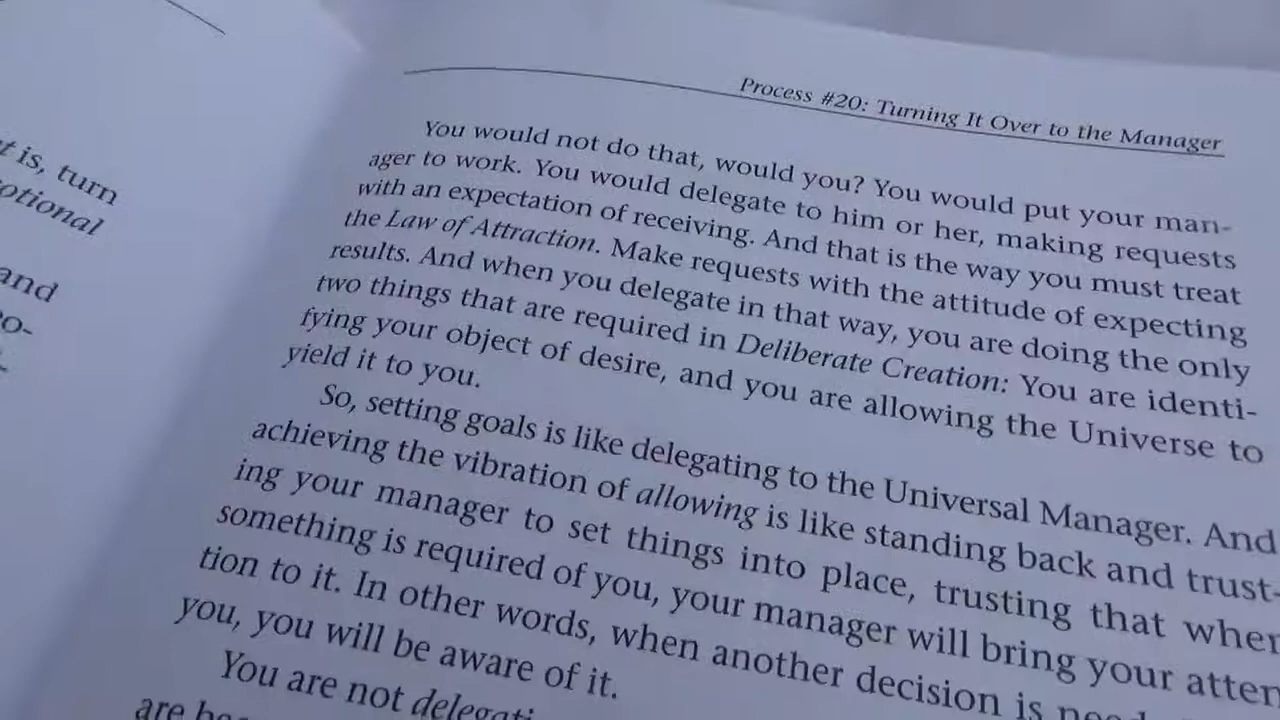 t is, turn
otional
and
o-
Process #20: Turning It Over to the Manager
You would not do that, would you? You would put your man-
ager to work. You would delegate to him or her, making requests
with an expectation of receiving. And that is the way you must treat
the Law of Attraction. Make requests with the attitude of expecting
results. And when you delegate in that way, you are doing the only
two things that are required in Deliberate Creation: You are identi-
fying your object of desire, and you are allowing the Universe to
yield it to you.
So, setting goals is like delegating to the Universal Manager. And
achieving the vibration of allowing is like standing back and trust-
ing your manager to set things into place, trusting that when
something is required of you, your manager will bring your atten
tion to it. In other words, when another decision is
you, you will be aware of it.
You are not delegati
are